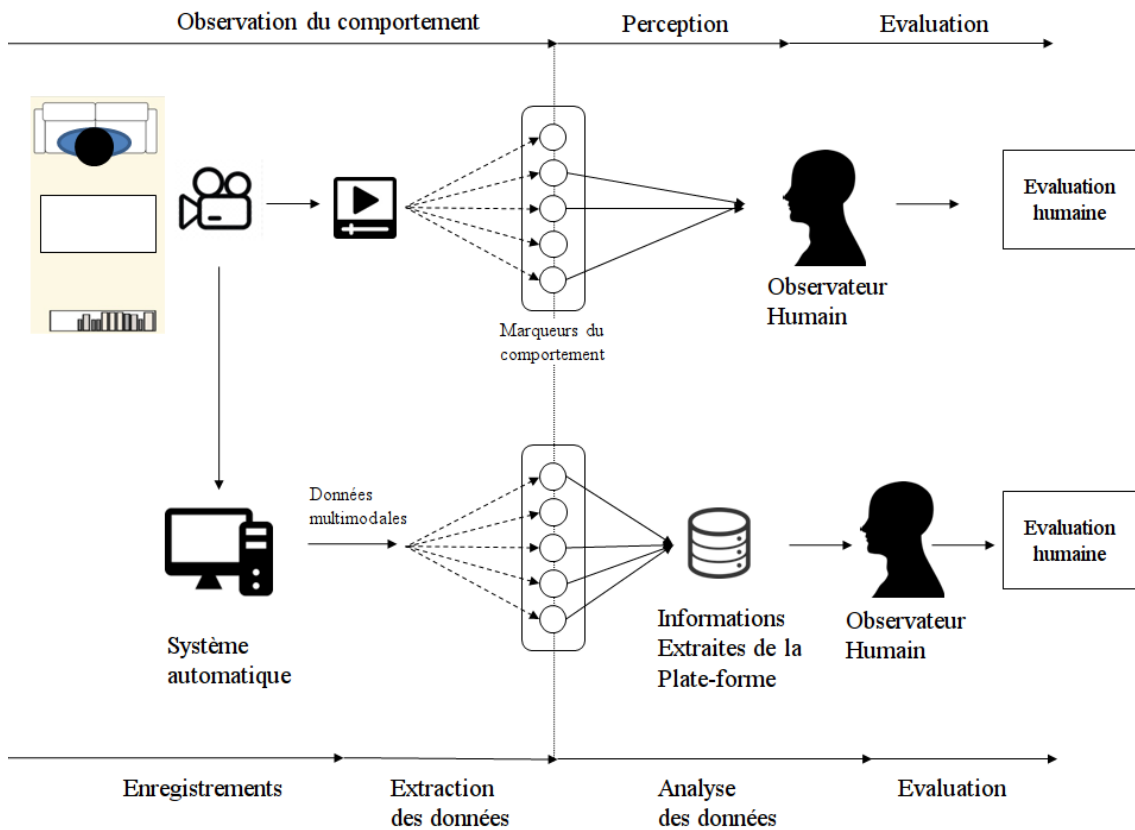 Observation du comportement
Perception
Evaluation
Evaluation
humaine
Observateur
Humain
Marqueurs du
comportement
Données
multimodales
Evaluation
humaine
Système
automatique
Informations
Extraites de la
Plate-forme
Observateur
Humain
Enregistrements
Extraction
des données
Analyse
des données
Evaluation